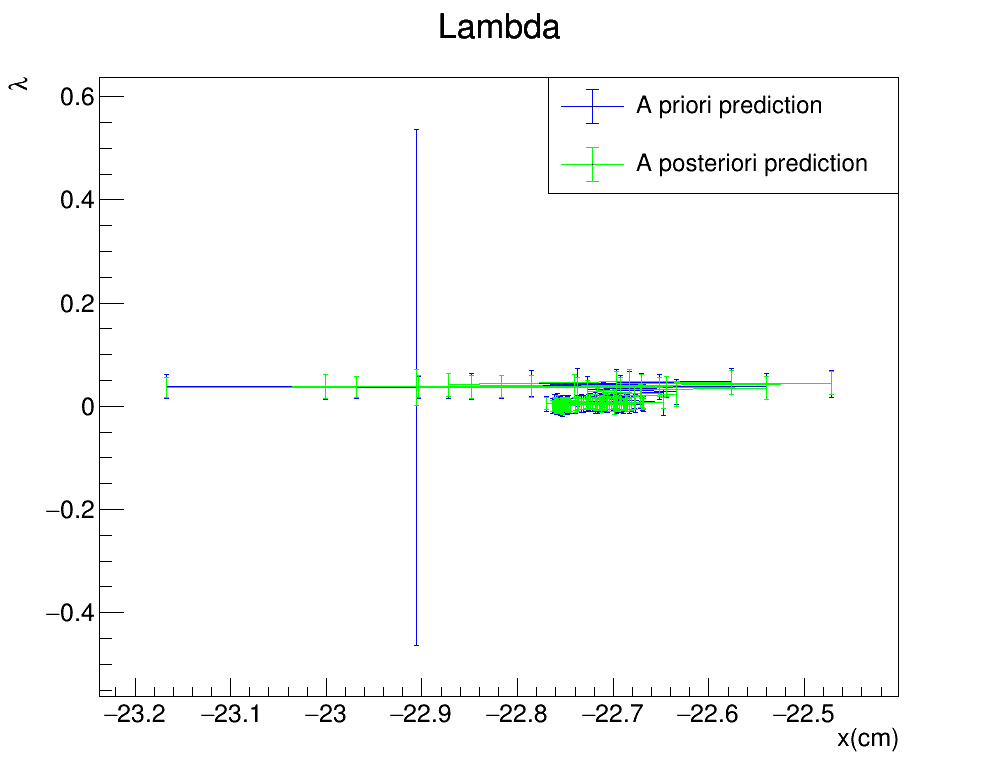 Lambda
λ
A priori prediction
A posteriori prediction
0.6
0.4
0.2
0
−0.2
−0.4
−23.2 −23.1 −23 −22.9 −22.8 −22.7 −22.6 −22.5
x(cm)